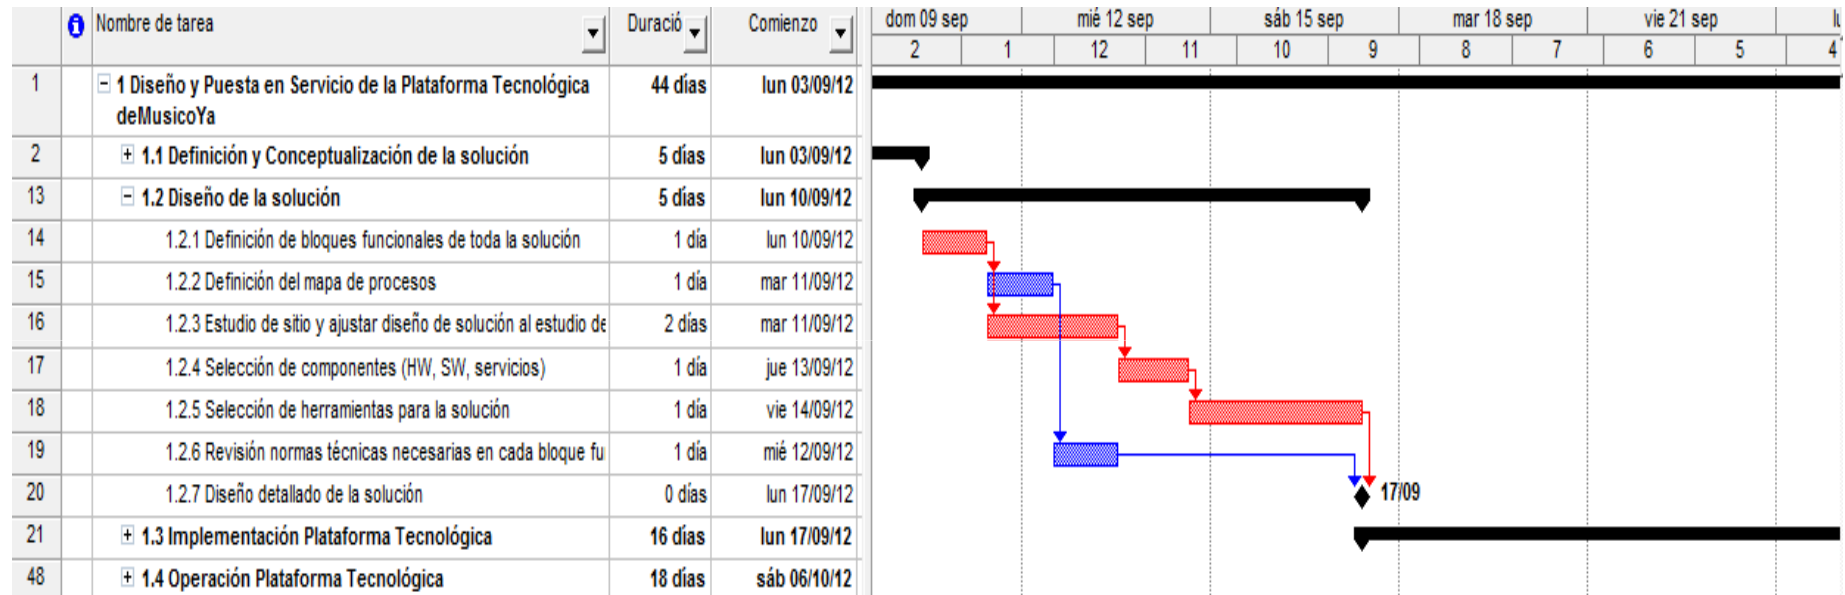 Nombre de tarea Duració Comienzo dom 09 sep mié 12 sep sáb 15 sep mar 18 sep vie 21 sep
2 1 12 11 10 9 8 7 6 5 4
1 1 Diseño y Puesta en Servicio de la Plataforma Tecnológica 44 días lun 03/09/12
deMusicoYa
2 1.1 Definición y Conceptualización de la solución 5 días lun 03/09/12
13 1.2 Diseño de la solución 5 días lun 10/09/12
14 1.2.1 Definición de bloques funcionales de toda la solución 1 día lun 10/09/12
15 1.2.2 Definición del mapa de procesos 1 día mar 11/09/12
16 1.2.3 Estudio de sitio y ajustar diseño de solución al estudio de 2 días mar 11/09/12
17 1.2.4 Selección de componentes (HW, SW, servicios) 1 día jue 13/09/12
18 1.2.5 Selección de herramientas para la solución 1 día vie 14/09/12
19 1.2.6 Revisión normas técnicas necesarias en cada bloque fu 1 día mié 12/09/12
20 1.2.7 Diseño detallado de la solución 0 días lun 17/09/12 17/09
21 1.3 Implementación Plataforma Tecnológica 16 días lun 17/09/12
48 1.4 Operación Plataforma Tecnológica 18 días sáb 06/10/12